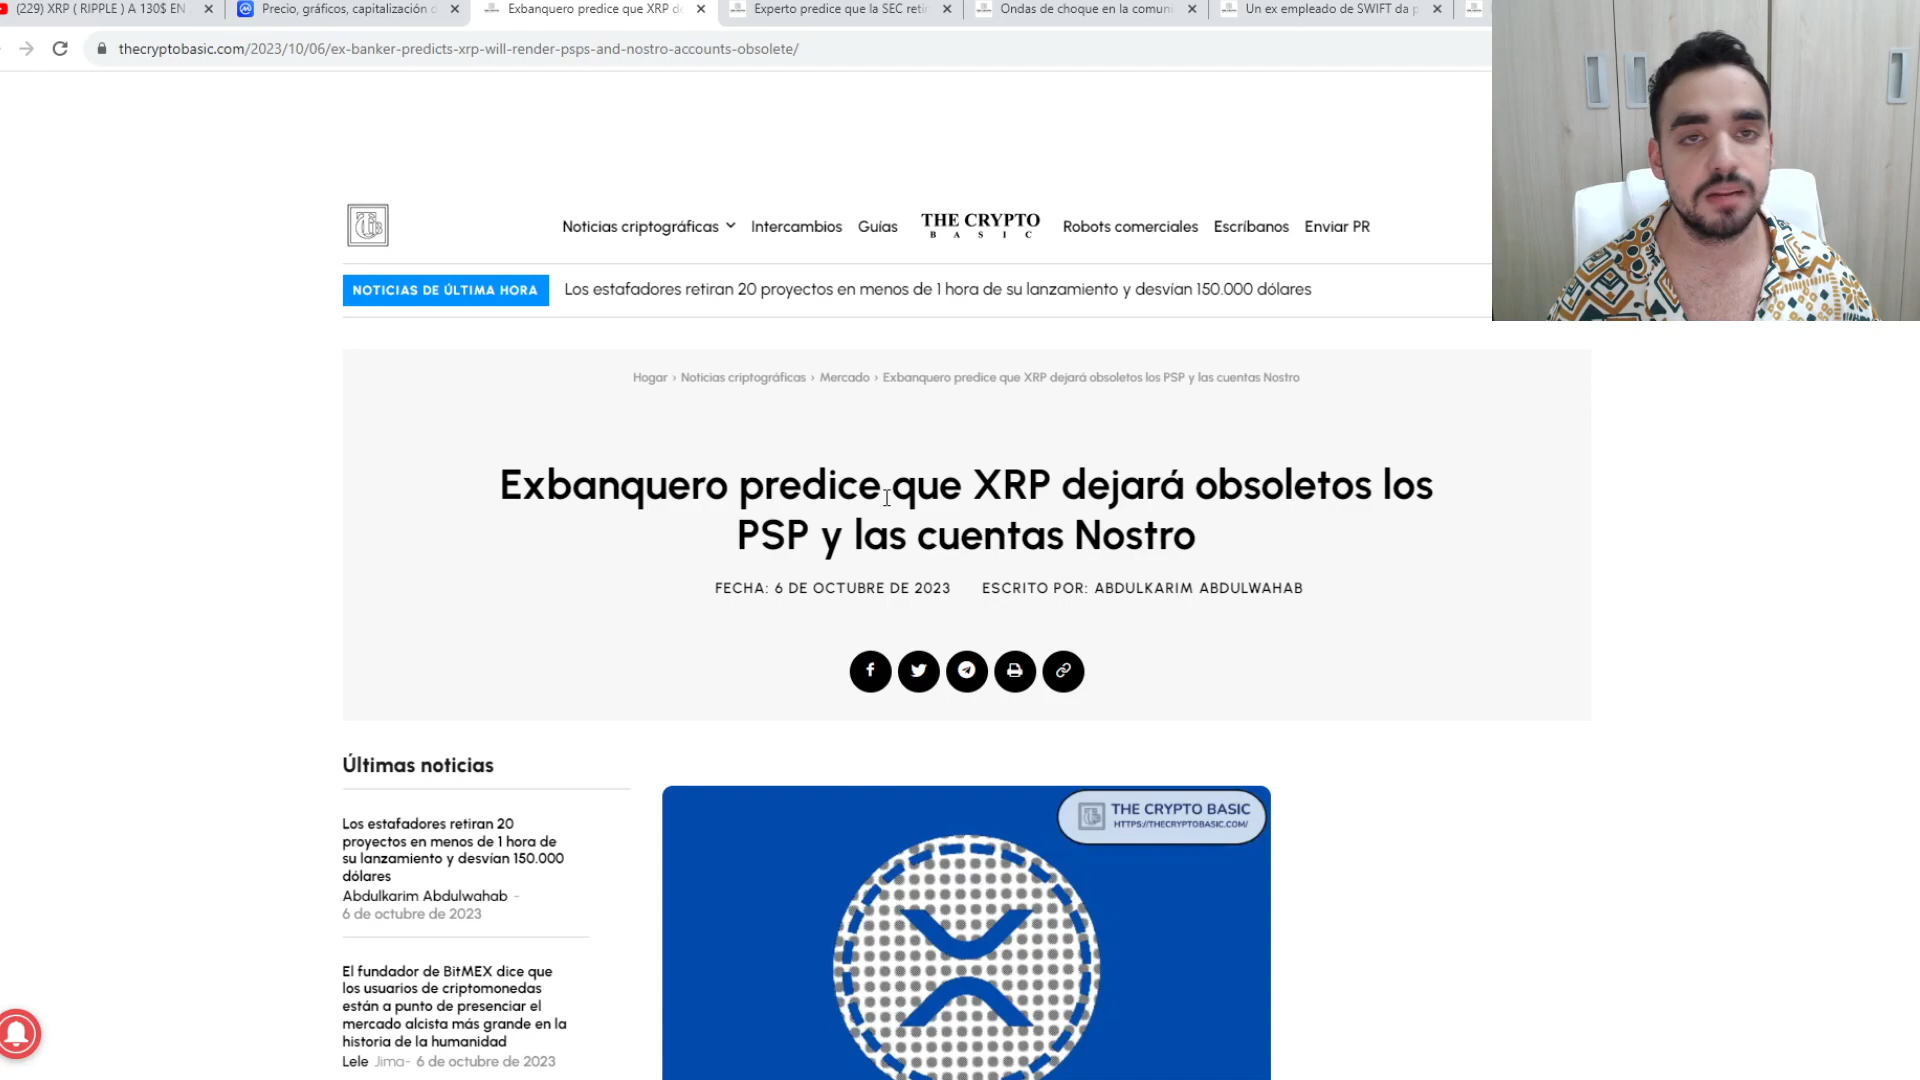 (229) XRP ( RIPPLE ) A 130$ EN
Precio, gráficos, capitalización d
Exbanquero predice que XRP de
Experto predice que la SEC retir
Ondas de choque en la comuni
Un ex empleado de SWIFT da p
thecryptobasic.com/2023/10/06/ex-banker-predicts-xrp-will-render-psps-and-nostro-accounts-obsolete/
Noticias criptográficas
Intercambios
Guías
THE CRYPTO
BASIC
Robots comerciales
Escríbanos
Enviar PR
NOTICIAS DE ÚLTIMA HORA
Los estafadores retiran 20 proyectos en menos de 1 hora de su lanzamiento y desvían 150.000 dólares
Hogar › Noticias criptográficas › Mercado › Exbanquero predice que XRP dejará obsoletos los PSP y las cuentas Nostro
Exbanquero predice que XRP dejará obsoletos los
PSP y las cuentas Nostro
FECHA: 6 DE OCTUBRE DE 2023
ESCRITO POR: ABDULKARIM ABDULWAHAB
Últimas noticias
Los estafadores retiran 20
proyectos en menos de 1 hora de
su lanzamiento y desvían 150.000
dólares
Abdulkarim Abdulwahab -
6 de octubre de 2023
El fundador de BitMEX dice que
los usuarios de criptomonedas
están a punto de presenciar el
mercado alcista más grande en la
historia de la humanidad
Lele Jima- 6 de octubre de 2023
THE CRYPTO BASIC
HTTPS://THECRYPTOBASIC.COM/